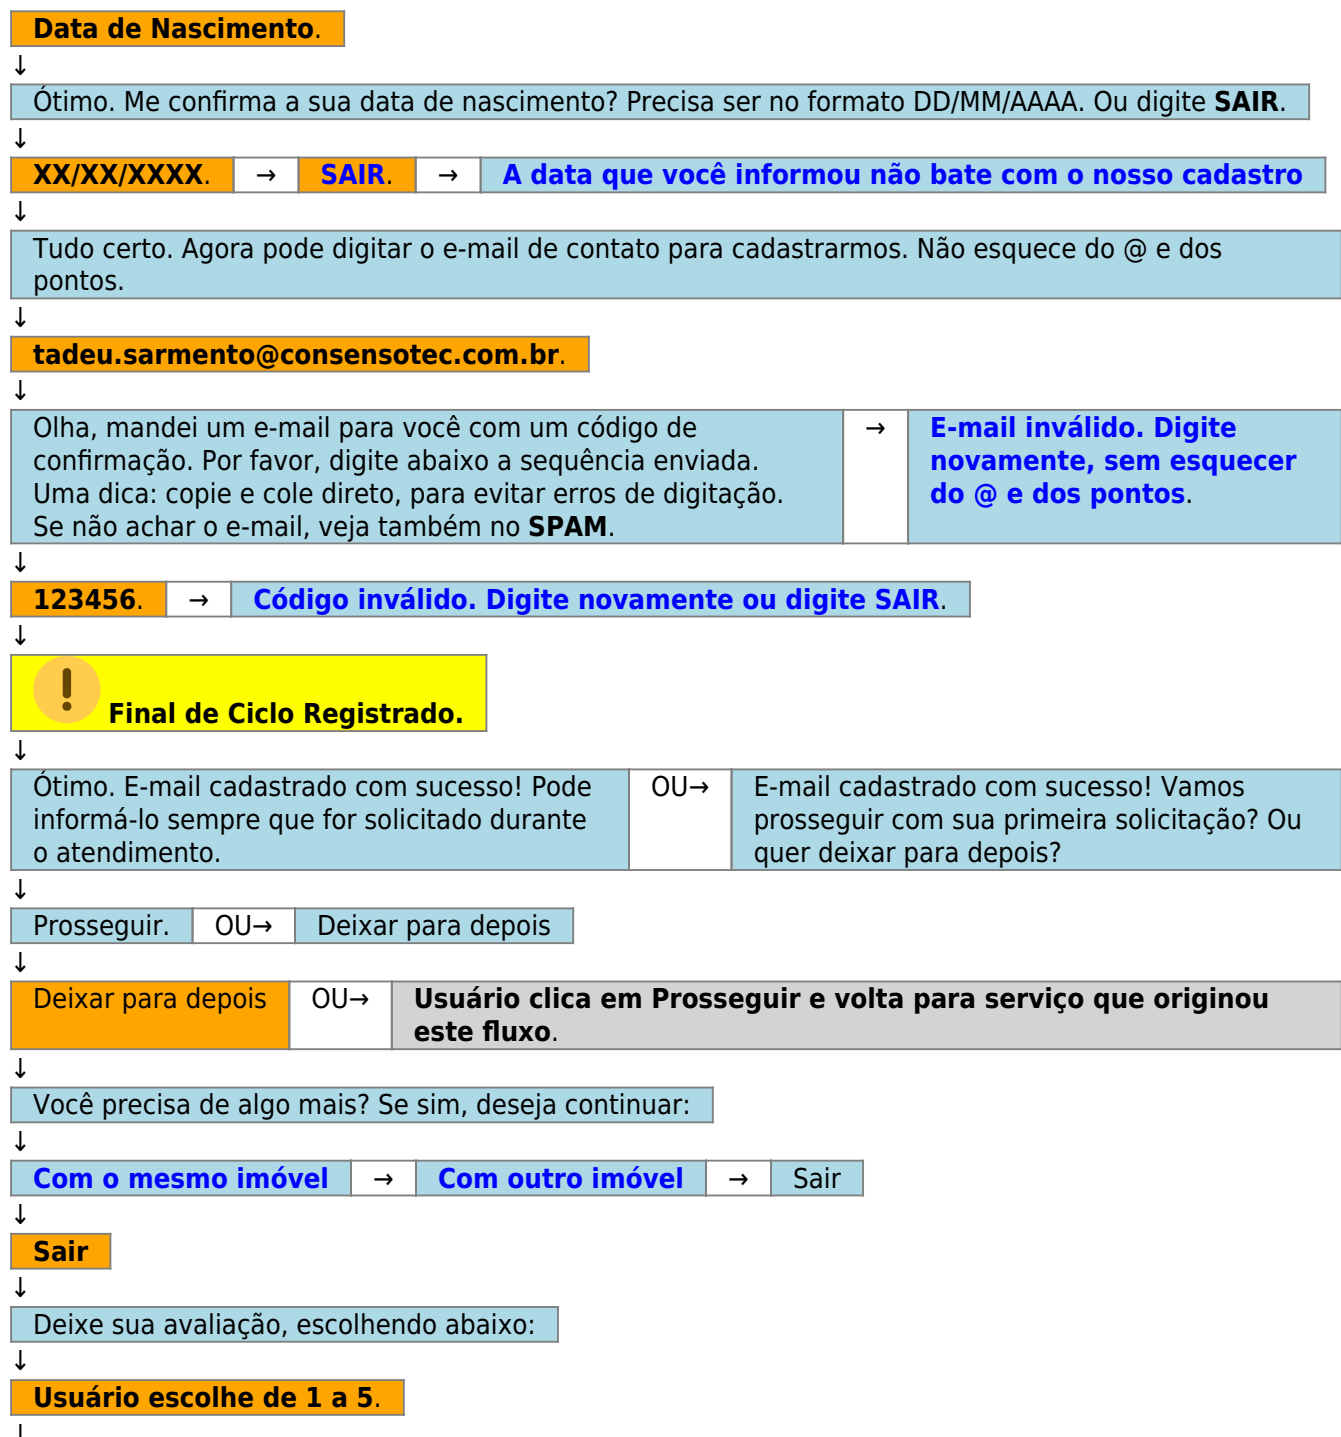 Data de Nascimento.
↓
Ótimo. Me confirma a sua data de nascimento? Precisa ser no formato DD/MM/AAAA. Ou digite SAIR.
↓
XX/XX/XXXX. → SAIR. → A data que você informou não bate com o nosso cadastro
↓
Tudo certo. Agora pode digitar o e-mail de contato para cadastrarmos. Não esquece do @ e dos
pontos.
↓
tadeu.sarmento@consensotec.com.br.
↓
Olha, mandei um e-mail para você com um código de
confirmação. Por favor, digite abaixo a sequência enviada.
Uma dica: copie e cole direto, para evitar erros de digitação.
Se não achar o e-mail, veja também no SPAM.
→
E-mail inválido. Digite
novamente, sem esquecer
do @ e dos pontos.
↓
123456. → Código inválido. Digite novamente ou digite SAIR.
↓
! Final de Ciclo Registrado.
↓
Ótimo. E-mail cadastrado com sucesso! Pode
informá-lo sempre que for solicitado durante
o atendimento.
OU→
E-mail cadastrado com sucesso! Vamos
prosseguir com sua primeira solicitação? Ou
quer deixar para depois?
↓
Prosseguir. OU→ Deixar para depois
↓
Deixar para depois OU→ Usuário clica em Prosseguir e volta para serviço que originou
este fluxo.
↓
Você precisa de algo mais? Se sim, deseja continuar:
↓
Com o mesmo imóvel → Com outro imóvel → Sair
↓
Sair
↓
Deixe sua avaliação, escolhendo abaixo:
↓
Usuário escolhe de 1 a 5.
↓